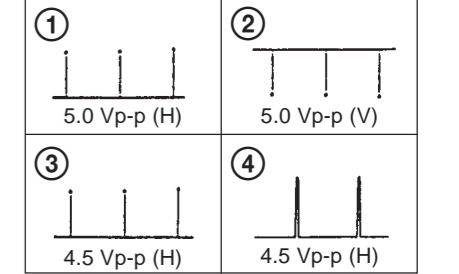 ①
②
5.0 Vp-p (H)
5.0 Vp-p (V)
③
④
4.5 Vp-p (H)
4.5 Vp-p (H)